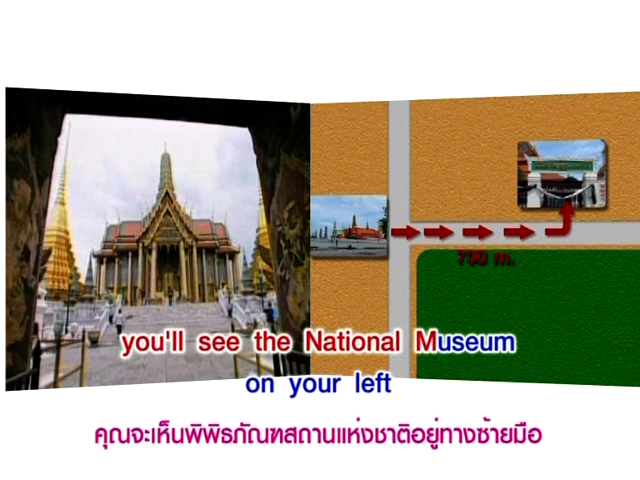 700 m.
you'll see the National Museum
on your left
คุณจะเห็นพิพิธภัณฑสถานแห่งชาติอยู่ทางซ้ายมือ